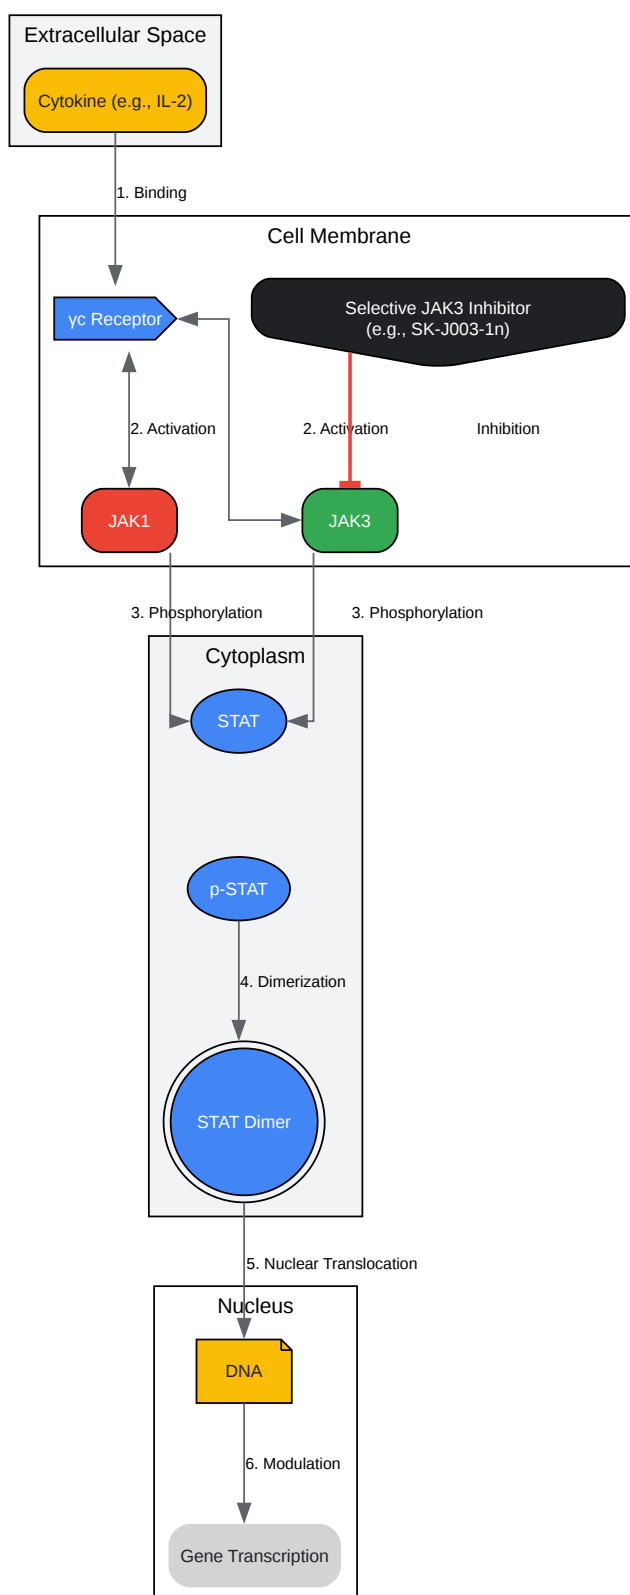 Extracellular Space
Cytokine (e.g., IL-2)
1. Binding
Cell Membrane
γc Receptor
Selective JAK3 Inhibitor
(e.g., SK-J003-1n)
2. Activation
2. Activation
Inhibition
JAK1
JAK3
3. Phosphorylation
3. Phosphorylation
Cytoplasm
STAT
p-STAT
4. Dimerization
STAT Dimer
5. Nuclear Translocation
Nucleus
DNA
6. Modulation
Gene Transcription